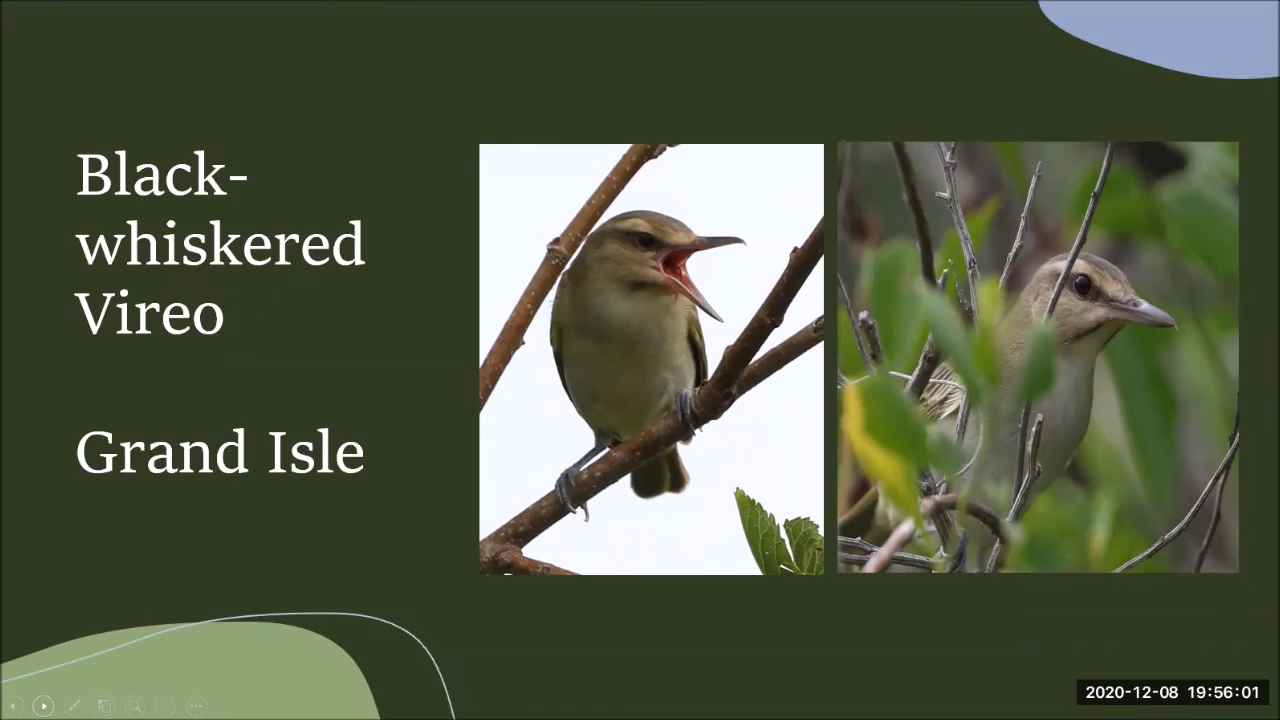 Black-
whiskered
Vireo
Grand Isle
2020-12-08 19:56:01